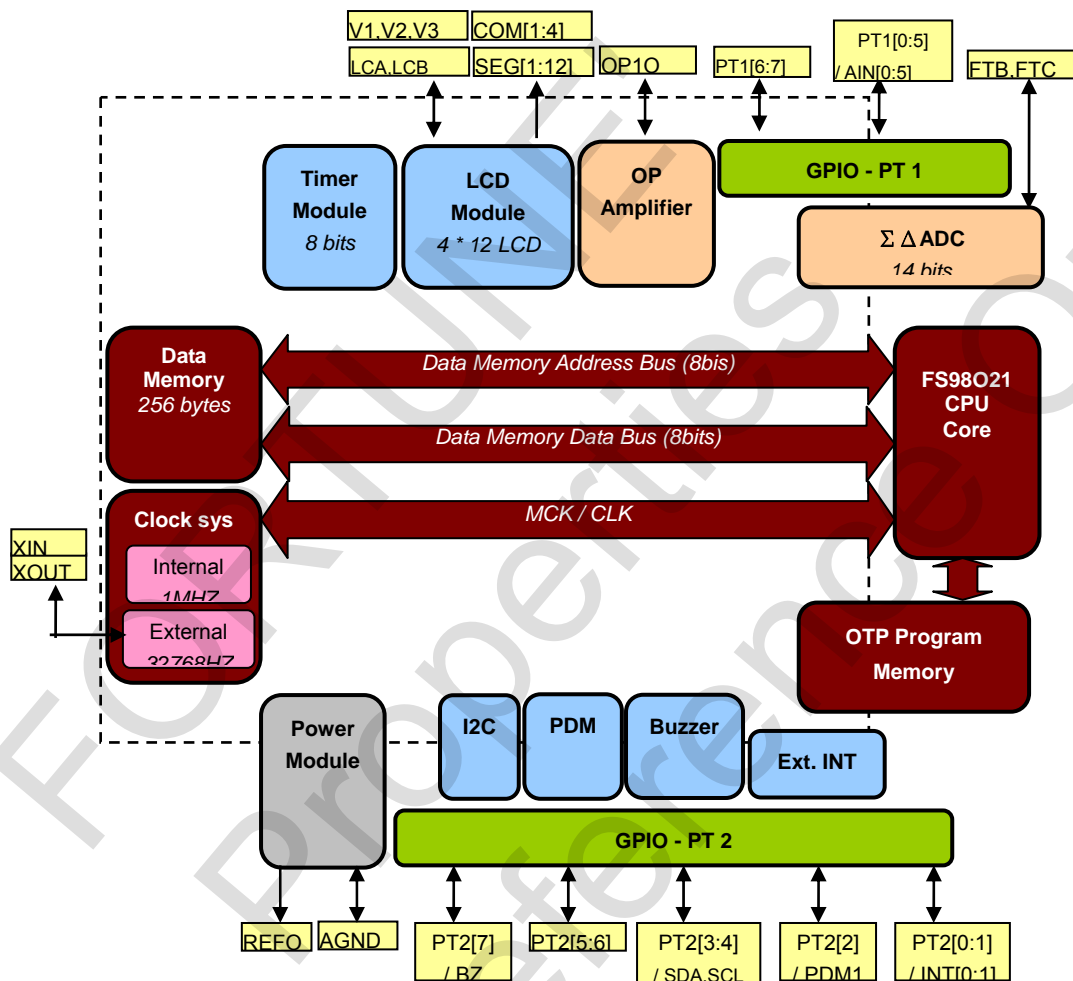 V1,V2,V3
COM[1:4]
PT1[0:5]
LCA,LCB
SEG[1:12]
OP1O
PT1[6:7]
/ AIN[0:5]
FTB,FTC
Timer
Module
8 bits
LCD
Module
4 * 12 LCD
OP
Amplifier
GPIO - PT 1
Σ Δ ADC
14 bits
Data
Memory
256 bytes
Data Memory Address Bus (8bis)
Data Memory Data Bus (8bits)
MCK / CLK
FS98O21
CPU
Core
Clock sys
Internal
1MHZ
External
32768HZ
XIN
XOUT
OTP Program
Memory
Power
Module
I2C
PDM
Buzzer
Ext. INT
GPIO - PT 2
REFO
AGND
PT2[7]
/ BZ
PT2[5:6]
PT2[3:4]
/ SDA,SCL
PT2[2]
/ PDM1
PT2[0:1]
/ INT[0:1]
FORTUNE'
Properties